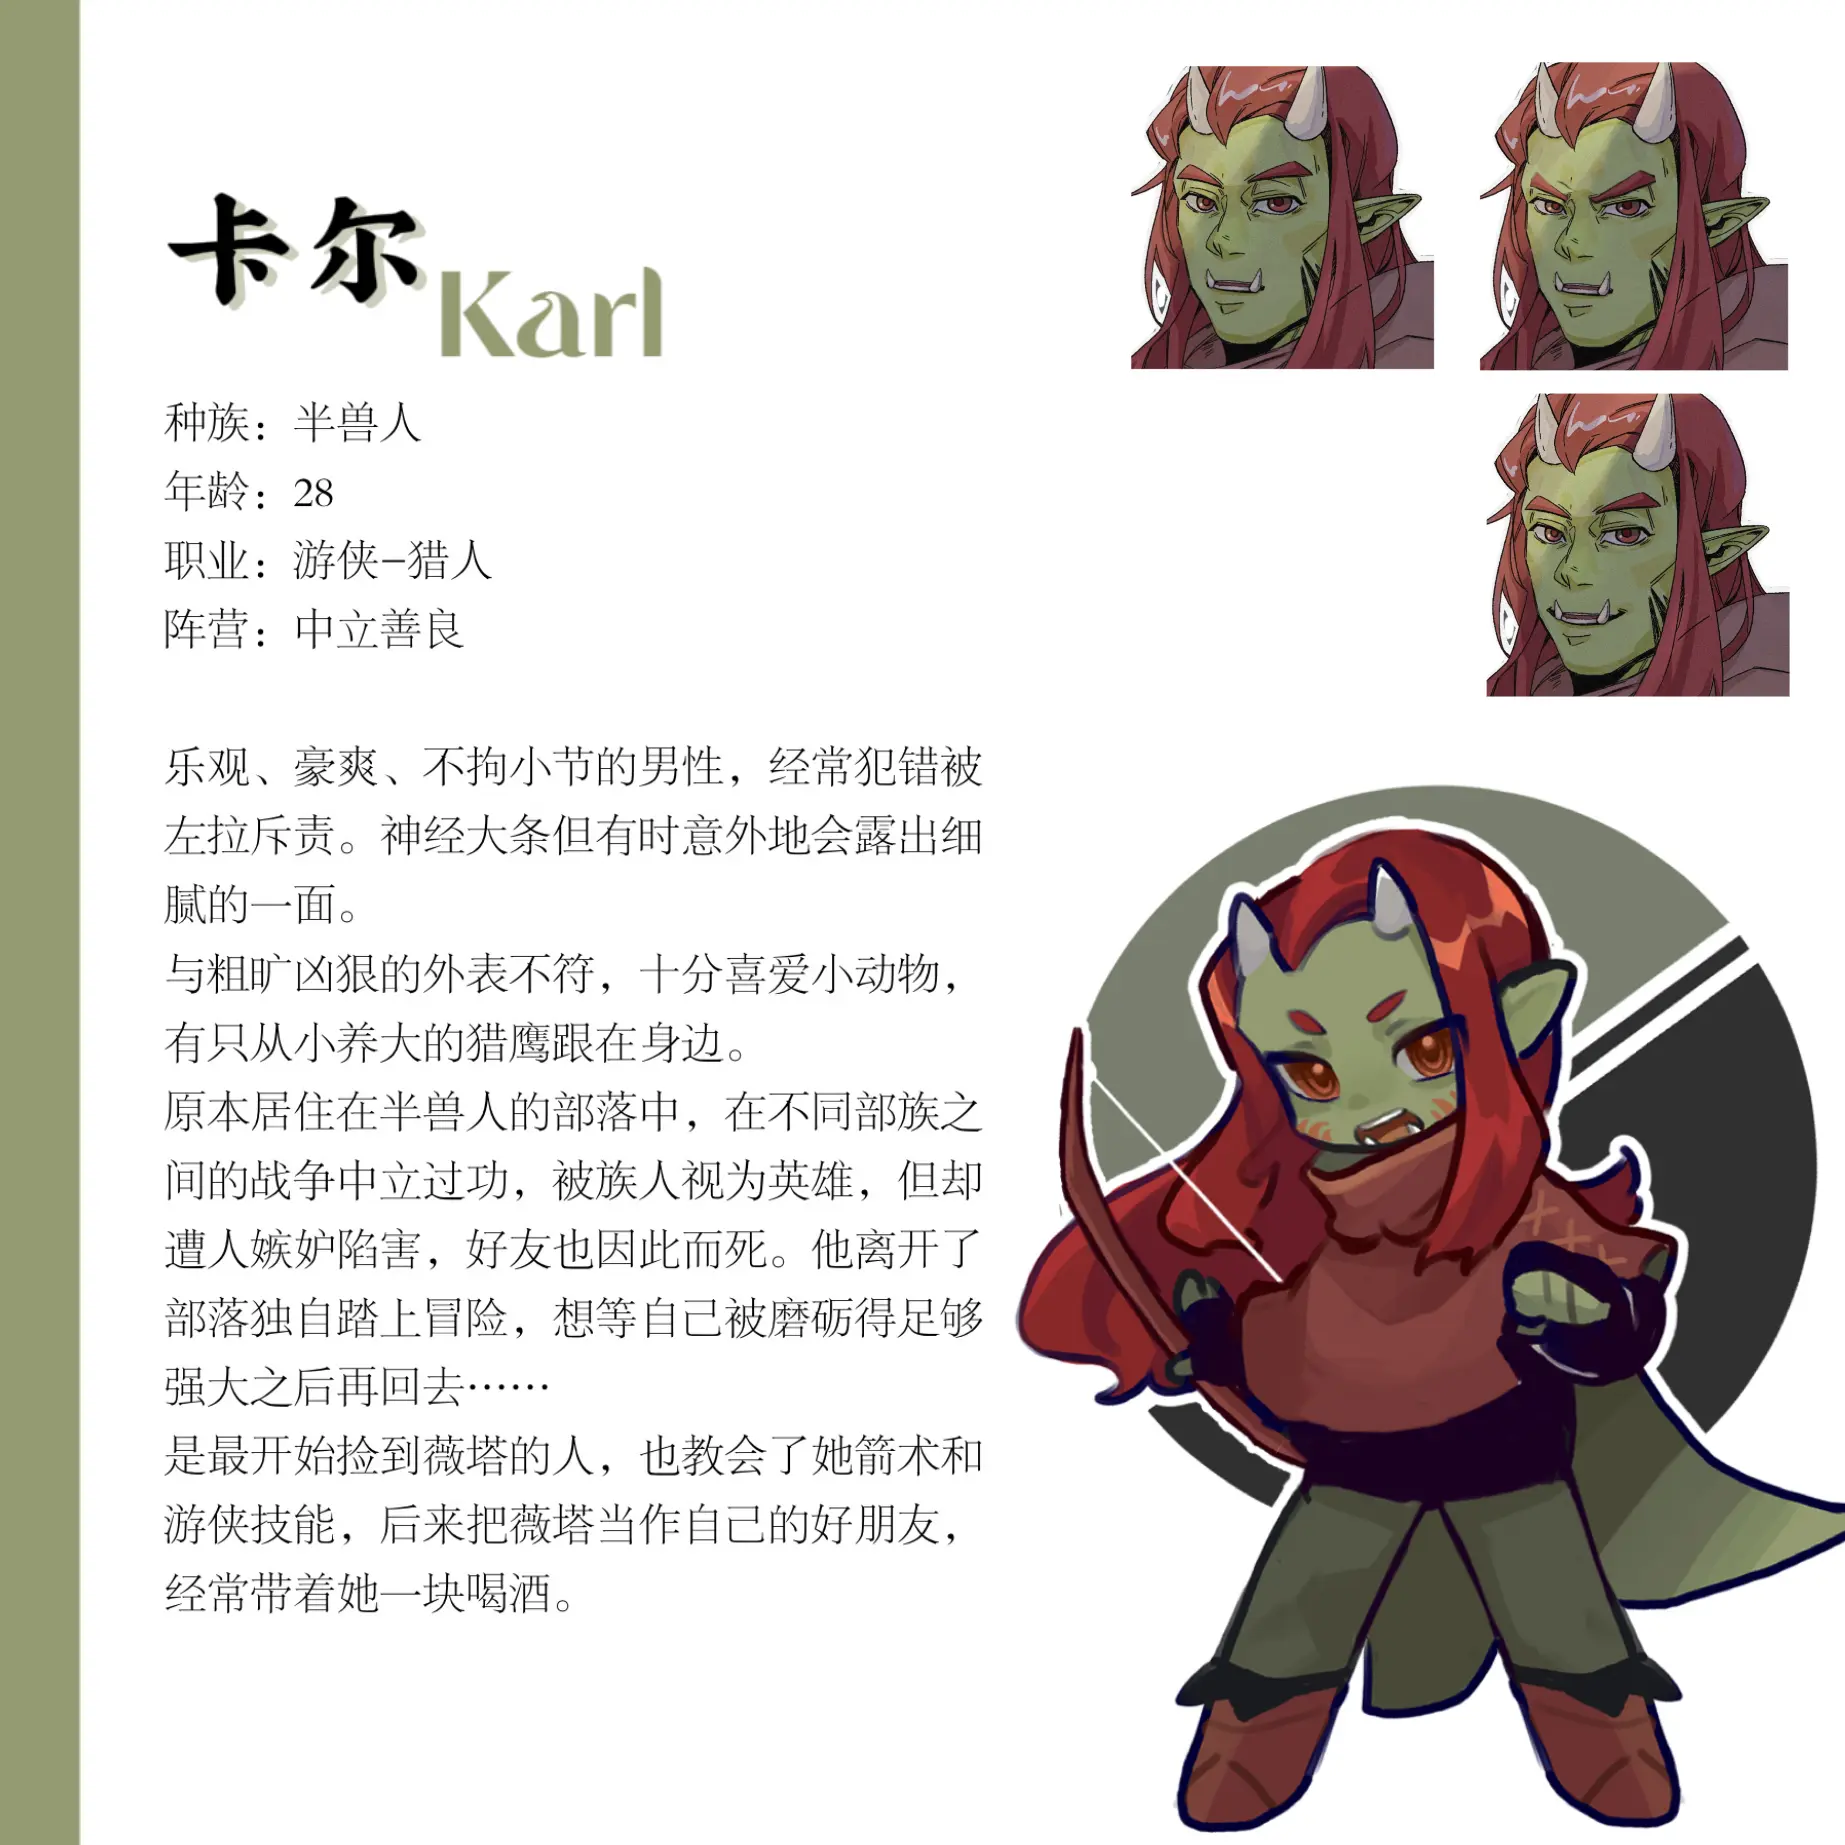 卡尔
Karl
种族：半兽人
年龄：28
职业：游侠-猎人
阵营：中立善良
乐观、豪爽、不拘小节的男性，经常犯错被
左拉斥责。神经大条但有时意外地会露出细
腻的一面。
与粗旷凶狠的外表不符，十分喜爱小动物，
有只从小养大的猎鹰跟在身边。
原本居住在半兽人的部落中，在不同部族之
间的战争中立过功，被族人视为英雄，但却
遭人嫉妒陷害，好友也因此而死。他离开了
部落独自踏上冒险，想等自己被磨砺得足够
强大之后再回去……
是最开始捡到薇塔的人，也教会了她箭术和
游侠技能，后来把薇塔当作自己的好朋友，
经常带着她一块喝酒。